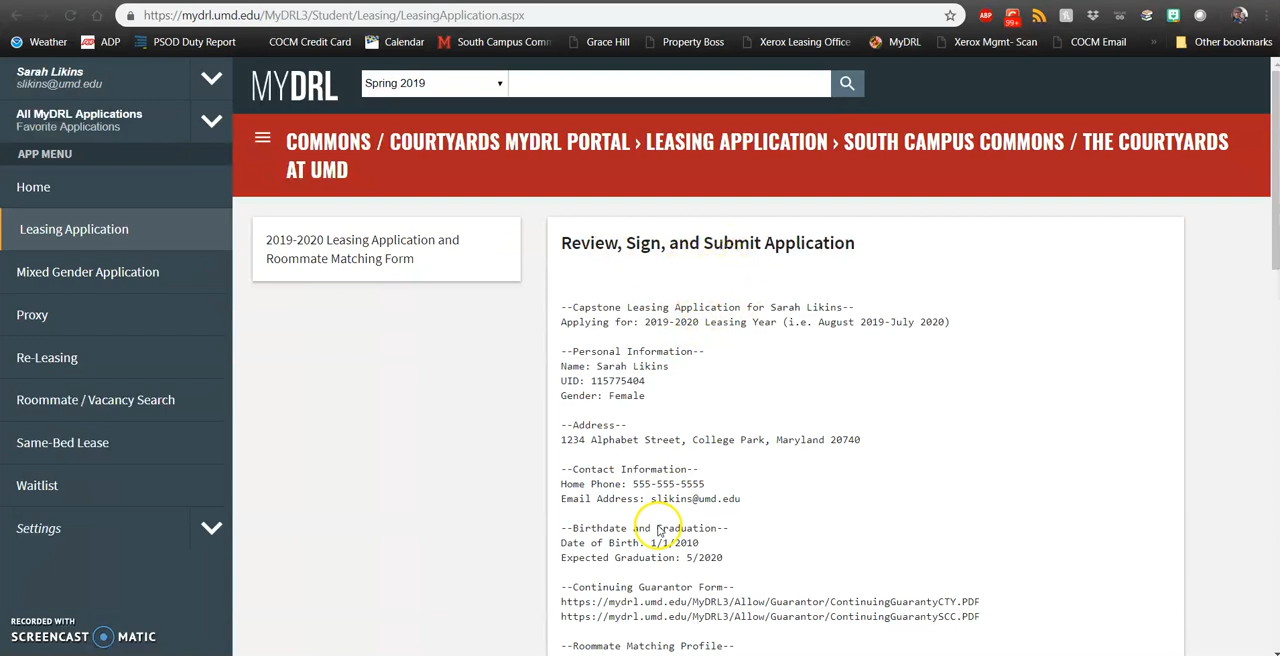 https://mydrl.umd.edu/MyDRL3/Student/Leasing/LeasingApplication.aspx
ABP
99+
Weather
ADP
PSOD Duty Report
COCM Credit Card
Calendar
South Campus Comm
Grace Hill
Property Boss
Xerox Leasing Office
MyDRL
Xerox Mgmt- Scan
COCM Email
»
Other bookmarks
Sarah Likins
slikins@umd.edu
All MyDRL Applications
Favorite Applications
APP MENU
Home
Leasing Application
Mixed Gender Application
Proxy
Re-Leasing
Roommate / Vacancy Search
Same-Bed Lease
Waitlist
Settings
RECORDED WITH
SCREENCAST MATIC
MYDRL
Spring 2019
COMMONS / COURTYARDS MYDRL PORTAL › LEASING APPLICATION › SOUTH CAMPUS COMMONS / THE COURTYARDS
AT UMD
2019-2020 Leasing Application and
Roommate Matching Form
Review, Sign, and Submit Application
--Capstone Leasing Application for Sarah Likins--
Applying for: 2019-2020 Leasing Year (i.e. August 2019-July 2020)
--Personal Information--
Name: Sarah Likins
UID: 115775404
Gender: Female
--Address--
1234 Alphabet Street, College Park, Maryland 20740
--Contact Information--
Home Phone: 555-555-5555
Email Address: slikins@umd.edu
--Birthdate and Graduation--
Date of Birth: 1/1/2010
Expected Graduation: 5/2020
--Continuing Guarantor Form--
https://mydrl.umd.edu/MyDRL3/Allow/Guarantor/ContinuingGuarantyCTY.PDF
https://mydrl.umd.edu/MyDRL3/Allow/Guarantor/ContinuingGuarantySCC.PDF
--Roommate Matching Profile--